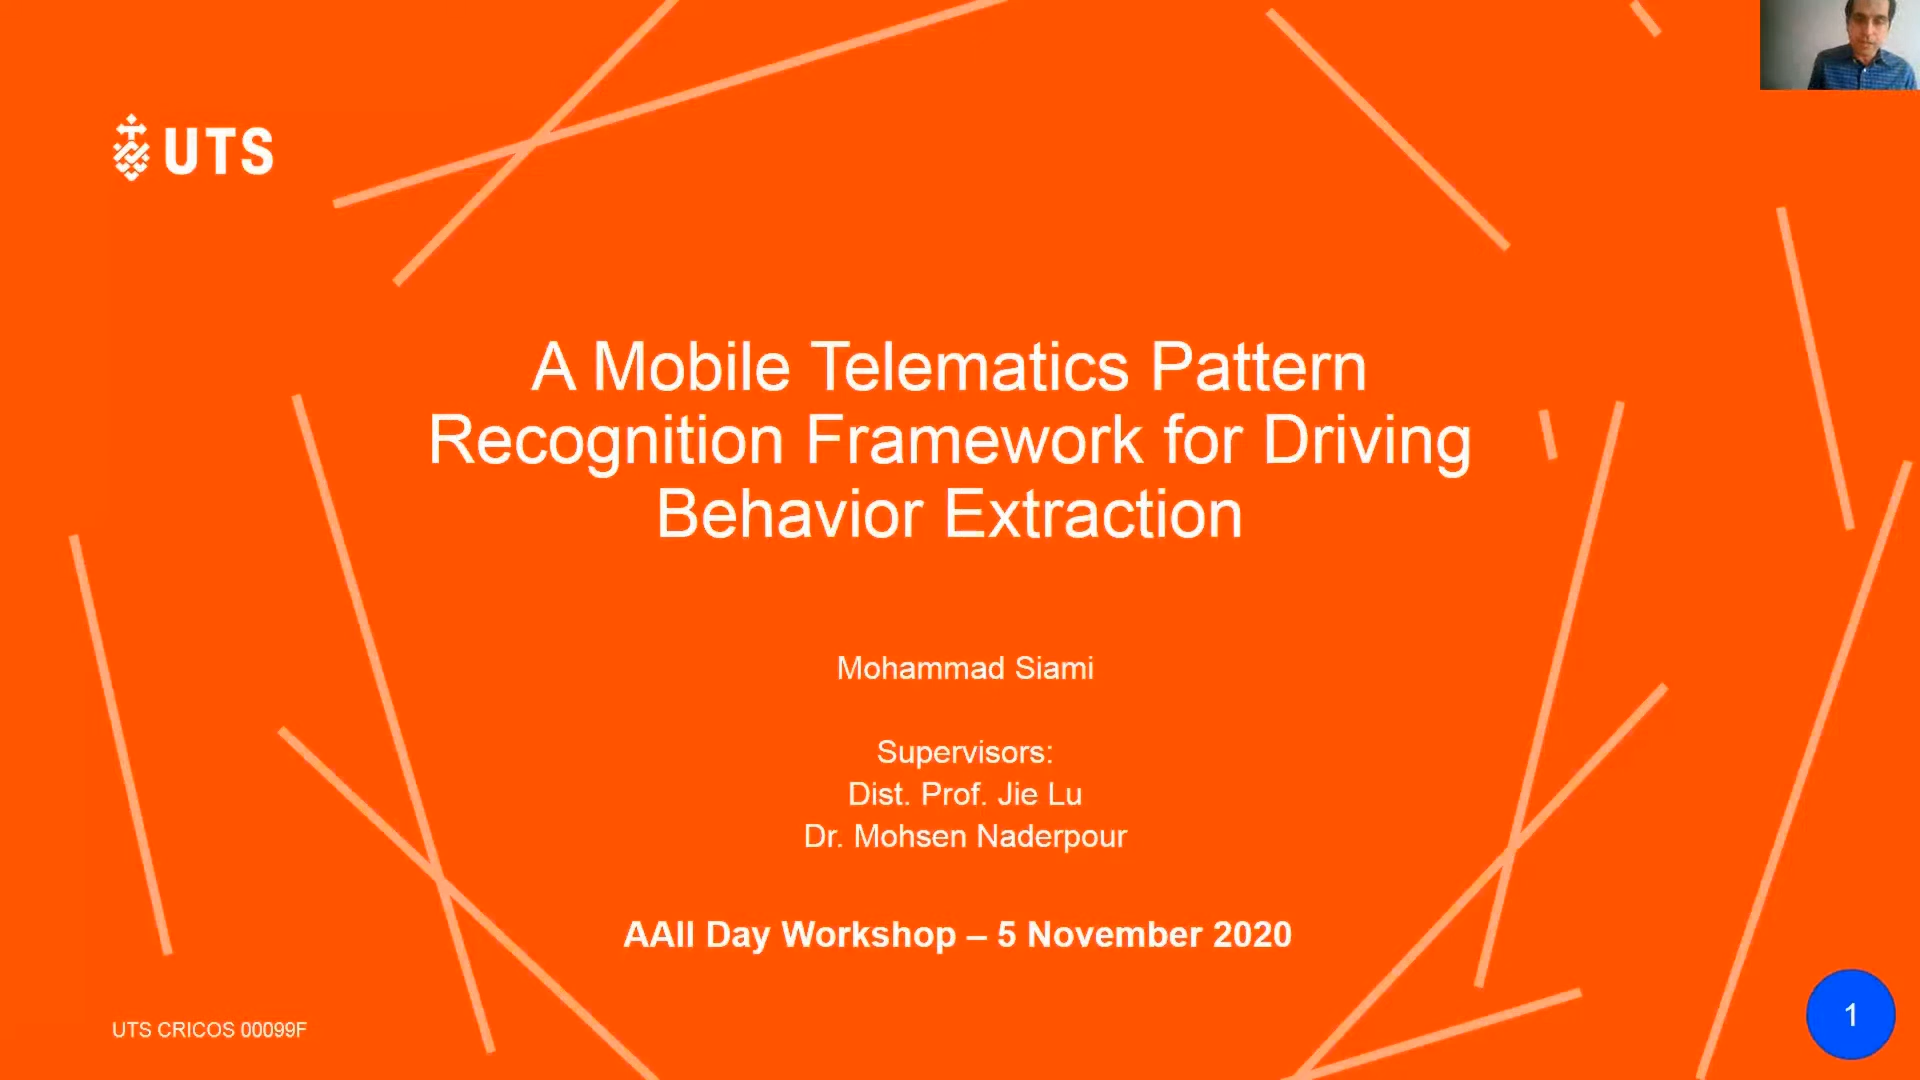 UTS
A Mobile Telematics Pattern
Recognition Framework for Driving
Behavior Extraction
Mohammad Siami
Supervisors:
Dist. Prof. Jie Lu
Dr. Mohsen Naderpour
AAII Day Workshop – 5 November 2020
UTS CRICOS 00099F
1